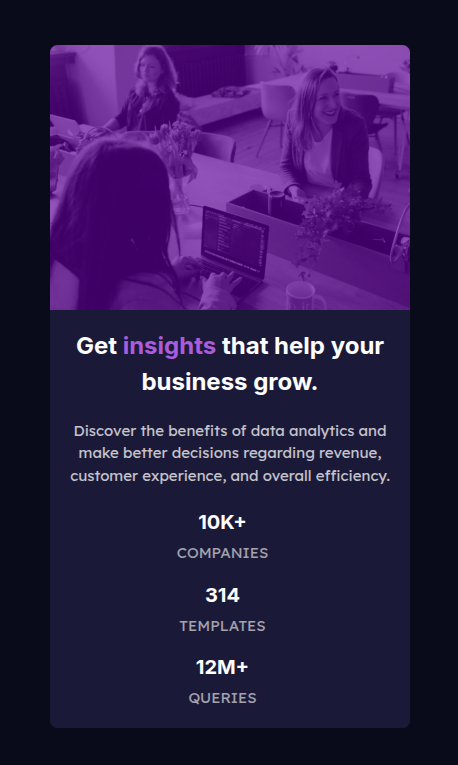 Get insights that help your
business grow.
Discover the benefits of data analytics and
make better decisions regarding revenue,
customer experience, and overall efficiency.
10K+
COMPANIES
314
TEMPLATES
12M+
QUERIES